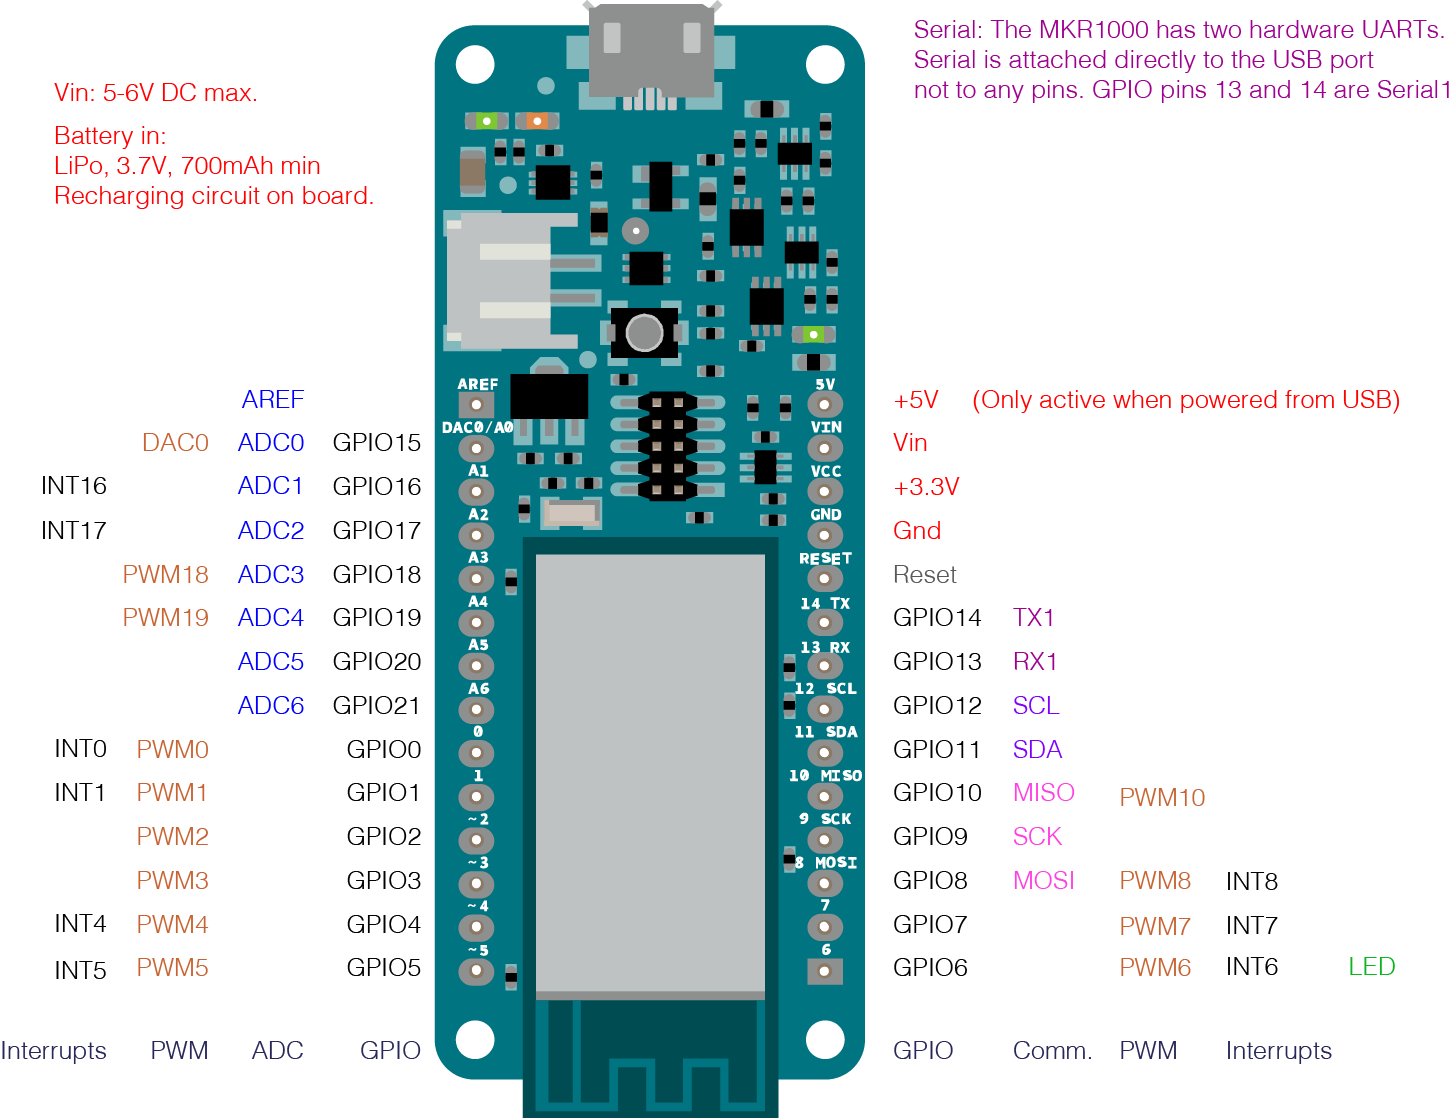 Serial: The MKR1000 has two hardware UARTs.
Serial is attached directly to the USB port
not to any pins. GPIO pins 13 and 14 are Serial1
Vin: 5-6V DC max.
Battery in:
LiPo, 3.7V, 700mAh min
Recharging circuit on board.
AREF AREF 5V +5V (Only active when powered from USB)
DAC0 ADC0 GPIO15 DAC0/A0 VIN Vin
INT16 ADC1 GPIO16 A1 VCC +3.3V
INT17 ADC2 GPIO17 A2 GND Gnd
PWM18 ADC3 GPIO18 A3 RESET Reset
PWM19 ADC4 GPIO19 A4 14 TX GPIO14 TX1
ADC5 GPIO20 A5 13 RX GPIO13 RX1
ADC6 GPIO21 A6 12 SCL GPIO12 SCL
INT0 PWM0 GPIO0 0 11 SDA GPIO11 SDA
INT1 PWM1 GPIO1 1 10 MISO GPIO10 MISO PWM10
PWM2 GPIO2 ~2 9 SCK GPIO9 SCK
PWM3 GPIO3 ~3 8 MOSI GPIO8 MOSI PWM8 INT8
INT4 PWM4 GPIO4 ~4 7 GPIO7 PWM7 INT7
INT5 PWM5 GPIO5 ~5 6 GPIO6 PWM6 INT6 LED
Interrupts PWM ADC GPIO GPIO Comm. PWM Interrupts